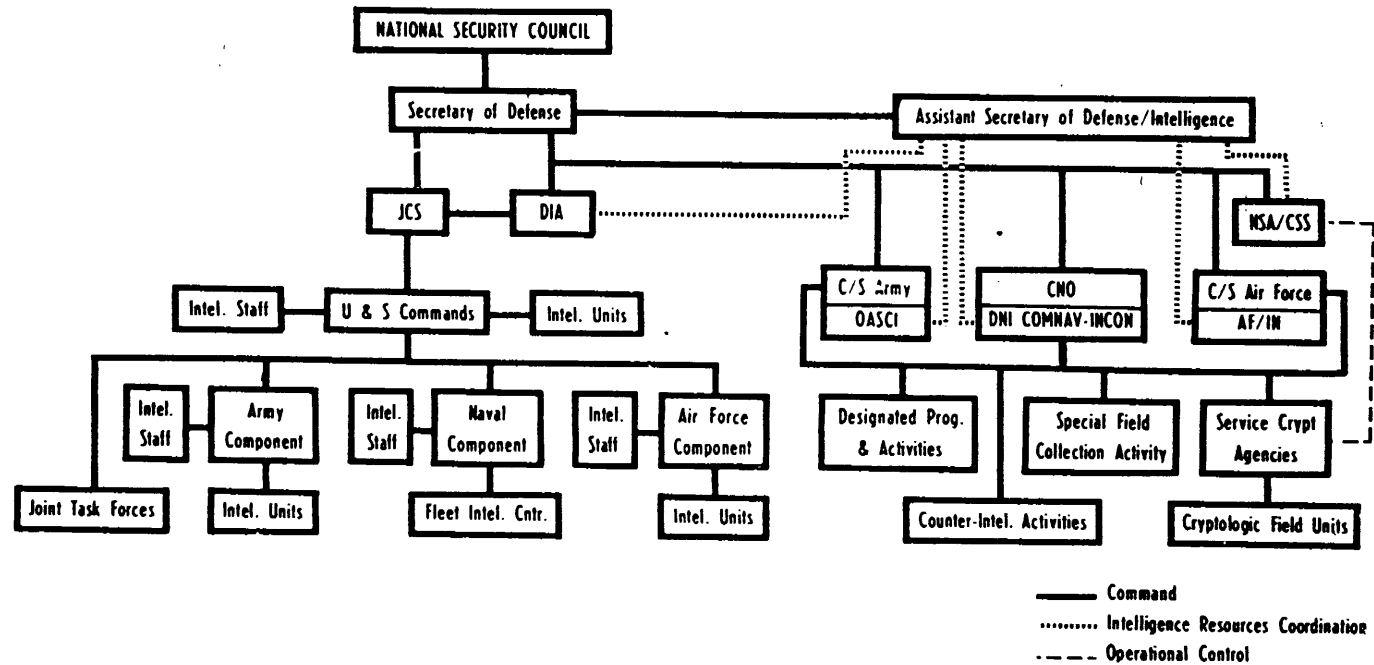 NATIONAL SECURITY COUNCIL
Secretary of Defense
Assistant Secretary of Defense/Intelligence
JCS
DIA
NSA/CSS
C/S Army
OASCI
CNO
DNI COMNAV-INCON
C/S Air Force
AF/IN
Intel. Staff
U & S Commands
Intel. Units
Intel.
Staff
Army
Component
Intel.
Staff
Naval
Component
Intel.
Staff
Air Force
Component
Designated Prog.
& Activities
Special Field
Collection Activity
Service Crypt
Agencies
Joint Task Forces
Intel. Units
Fleet Intel. Cntr.
Intel. Units
Counter-Intel. Activities
Cryptologic Field Units
Command
Intelligence Resources Coordination
Operational Control